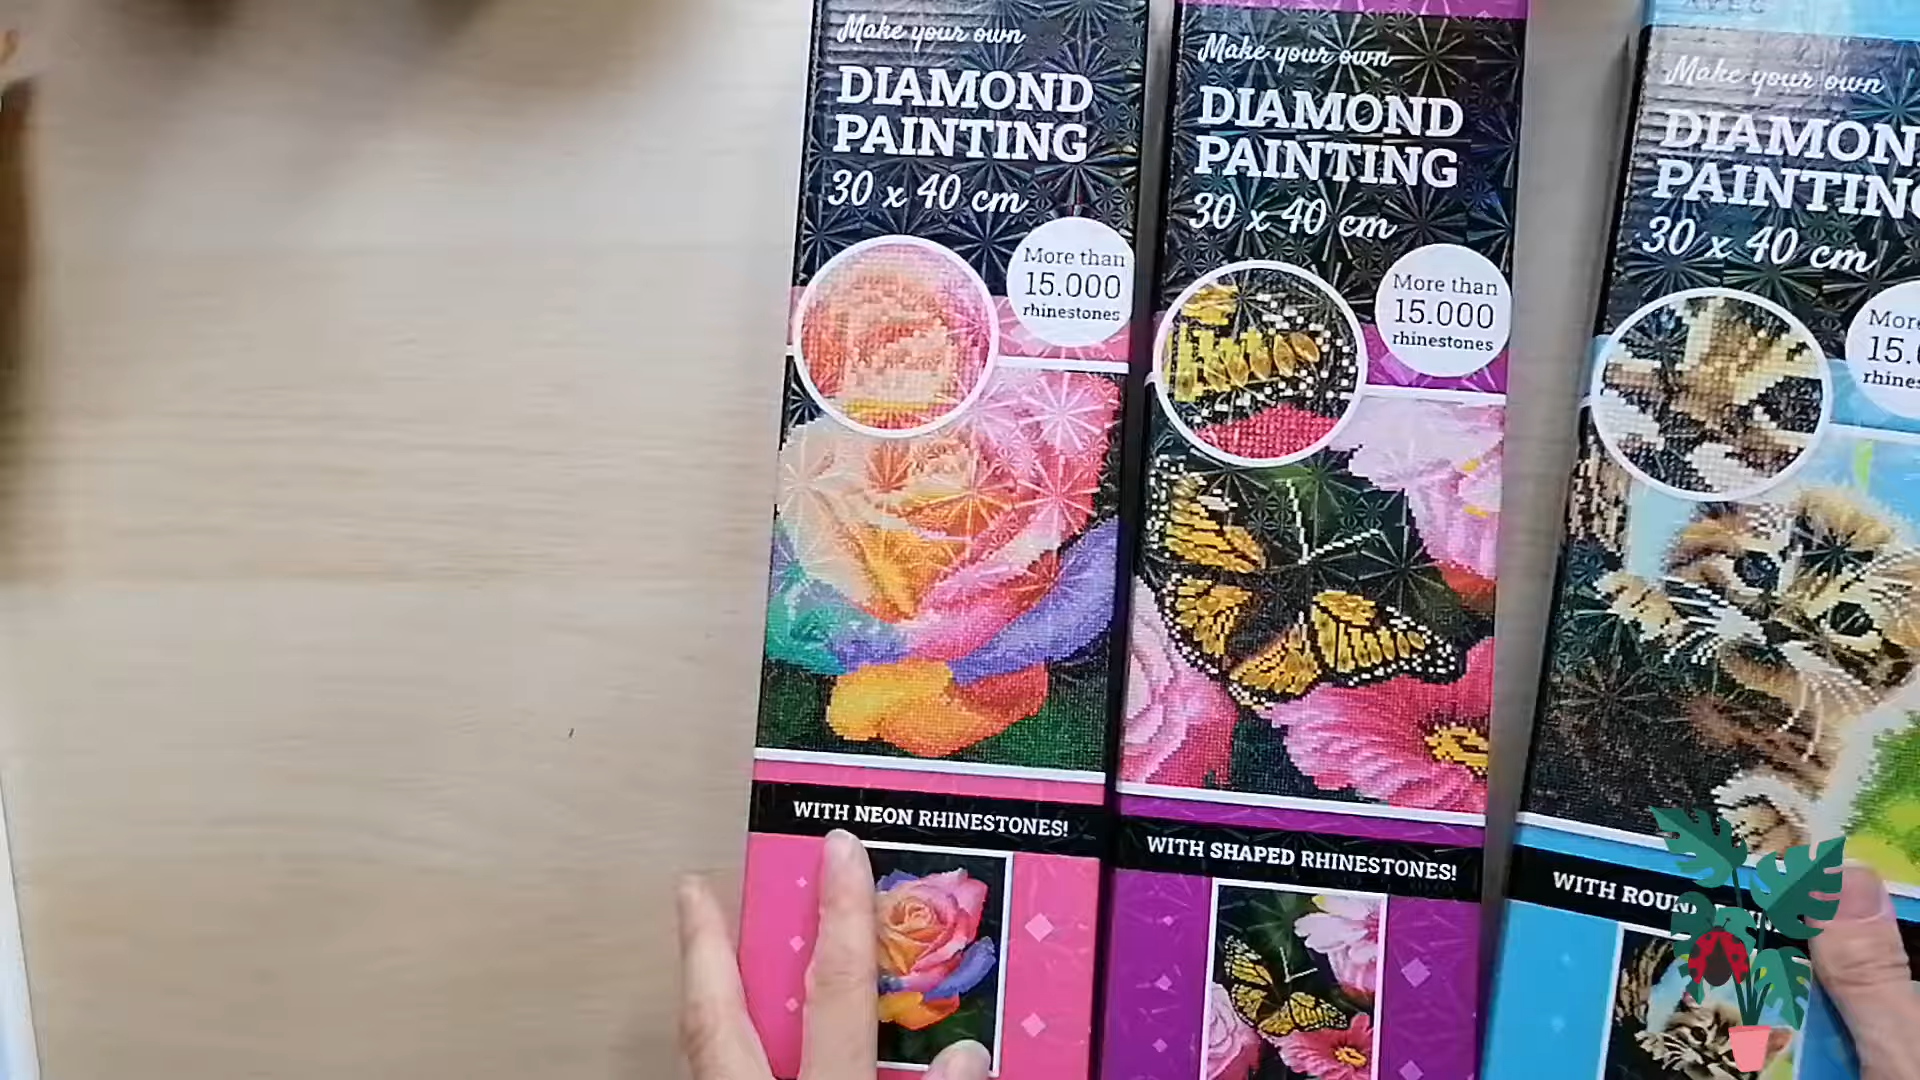 Make your own
DIAMOND
PAINTING
30 x 40 cm
More than
15.000
rhinestones
WITH NEON RHINESTONES!
Make your own
DIAMOND
PAINTING
30 x 40 cm
More than
15.000
rhinestones
WITH SHAPED RHINESTONES!
Make your own
PAINTING
30 x 40 cm
WITH